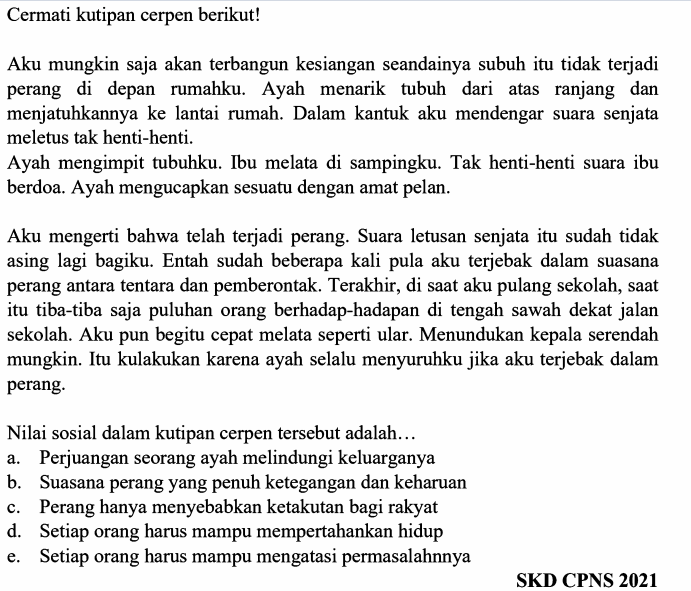 Cermati kutipan cerpen berikut!
Aku mungkin saja akan terbangun kesiangan seandainya subuh itu tidak terjadi
perang di depan rumahku. Ayah menarik tubuh dari atas ranjang dan
menjatuhkannya ke lantai rumah. Dalam kantuk aku mendengar suara senjata
meletus tak henti-henti.
Ayah mengimpit tubuhku. Ibu melata di sampingku. Tak henti-henti suara ibu
berdoa. Ayah mengucapkan sesuatu dengan amat pelan.
Aku mengerti bahwa telah terjadi perang. Suara letusan senjata itu sudah tidak
asing lagi bagiku. Entah sudah beberapa kali pula aku terjebak dalam suasana
perang antara tentara dan pemberontak. Terakhir, di saat aku pulang sekolah, saat
itu tiba-tiba saja puluhan orang berhadap-hadapan di tengah sawah dekat jalan
sekolah. Aku pun begitu cepat melata seperti ular. Menundukan kepala serendah
mungkin. Itu kulakukan karena ayah selalu menyuruhku jika aku terjebak dalam
perang.
Nilai sosial dalam kutipan cerpen tersebut adalah…
a. Perjuangan seorang ayah melindungi keluarganya
b. Suasana perang yang penuh ketegangan dan keharuan
c. Perang hanya menyebabkan ketakutan bagi rakyat
d. Setiap orang harus mampu mempertahankan hidup
e. Setiap orang harus mampu mengatasi permasalahnnya
SKD CPNS 2021